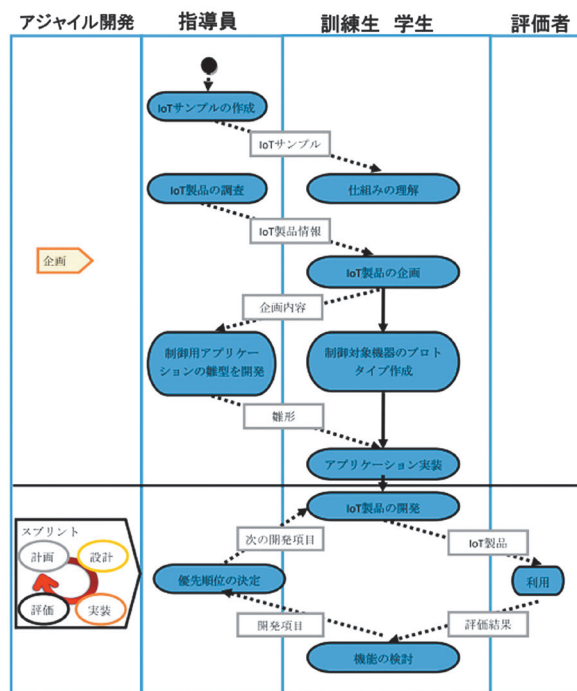 アジャイル開発
指導員
訓練生 学生
評価者
IoTサンプルの作成
IoTサンプル
IoT製品の調査
仕組みの理解
IoT製品情報
企画
IoT製品の企画
企画内容
制御用アプリケー
ションの雛型を開発
制御対象機器のプロト
タイプ作成
雛形
アプリケーション実装
IoT製品の開発
スプリント
計画
設計
評価
実装
次の開発項目
IoT製品
優先順位の決定
利用
開発項目
評価結果
機能の検討